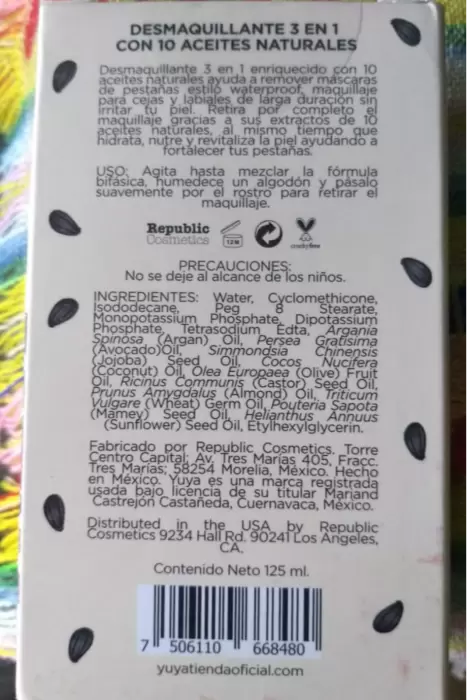 DESMAQUILLANTE 3 EN 1
CON 10 ACEITES NATURALES
Desmaquillante 3 en 1 enriquecido con 10
aceites naturales ayuda a remover máscaras
de pestañas estilo waterproof, maquillaje
para cejas y labiales de larga duración sin
irritar tu piel. Retira por completo el
maquillaje gracias a sus extractos de 10
aceites naturales, al mismo tiempo que
hidrata, nutre y revitaliza la piel ayudando a
fortalecer tus pestañas.
USO: Agita hasta mezclar la fórmula
bifásica, humedece un algodón y pásalo
suavemente por el rostro para retirar el
maquillaje.
Republic
Cosmetics
12 M
crueltyfree
PRECAUCIONES:
No se deje al alcance de los niños.
INGREDIENTES: Water, Cyclomethicone,
Isododecane, Peg 8 Stearate,
Monopotassium Phosphate, Dipotassium
Phosphate, Tetrasodium Edta, Argania
Spinosa (Argan) Oil, Persea Gratisima
(Avocado)Oil, Simmondsia Chinensis
(Jojoba) Seed Oil, Cocos Nucifera
(Coconut) Oil, Olea Europaea (Olive) Fruit
Oil, Ricinus Communis (Castor) Seed Oil,
Prunus Amygdalus (Almond) Oil, Triticum
Vulgare (Wheat) Germ Oil, Pouteria Sapota
(Mamey) Seed Oil, Helianthus Annuus
(Sunflower) Seed Oil, Etylhexylglycerin.
Fabricado por Republic Cosmetics. Torre
Centro Capital; Av. Tres Marías 405, Fracc.
Tres Marías; 58254 Morelia, México. Hecho
en México. Yuya es una marca registrada
usada bajo licencia de su titular Mariand
Castrejón Castañeda, Cuernavaca, México.
Distributed in the USA by Republic
Cosmetics 9234 Hall Rd. 90241 Los Angeles,
CA.
Contenido Neto 125 ml.
7 506110 668480
yuyatiendaoficial.com